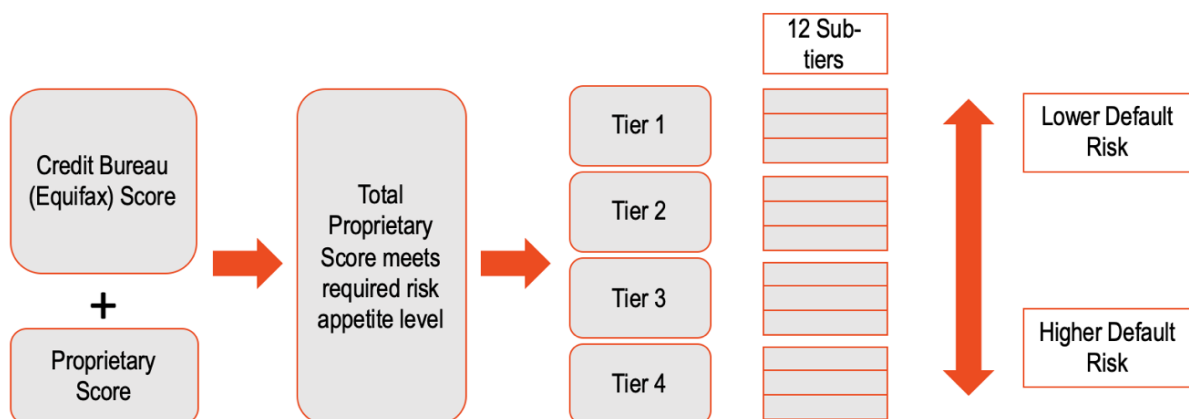 12 Sub-
tiers
Credit Bureau
(Equifax) Score
+
Proprietary
Score
Total
Proprietary
Score meets
required risk
appetite level
Tier 1
Tier 2
Tier 3
Tier 4
Lower Default
Risk
Higher Default
Risk